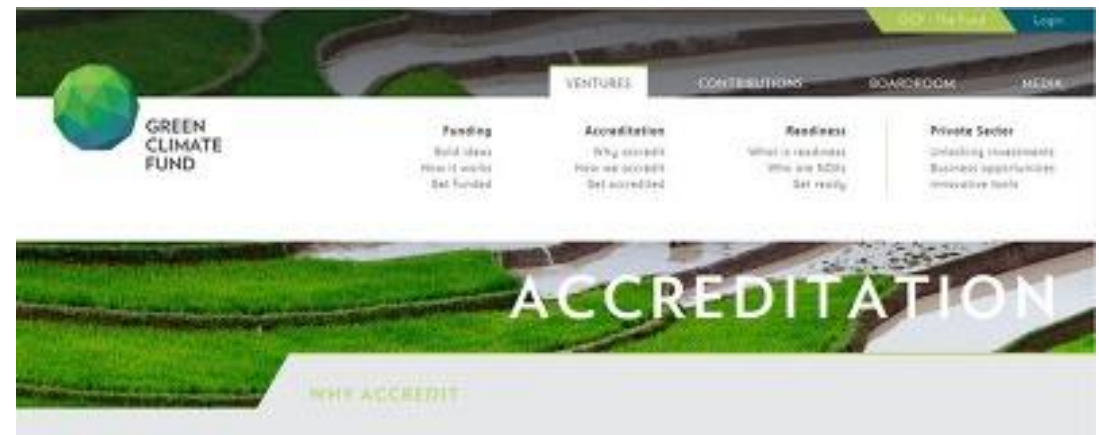 GCF : The Fund
Login
VENTURES
CONTRIBUTIONS
BOARDROOM
MEDIA
GREEN
CLIMATE
FUND
Funding
Bold ideas
How it works
Get funded
Accreditation
Why accredit
How we accredit
Get accredited
Readiness
What is readiness
Who are NDAs
Get ready
Private Sector
Unlocking investments
Business opportunities
Innovative tools
ACCREDITATION
WHY ACCREDIT